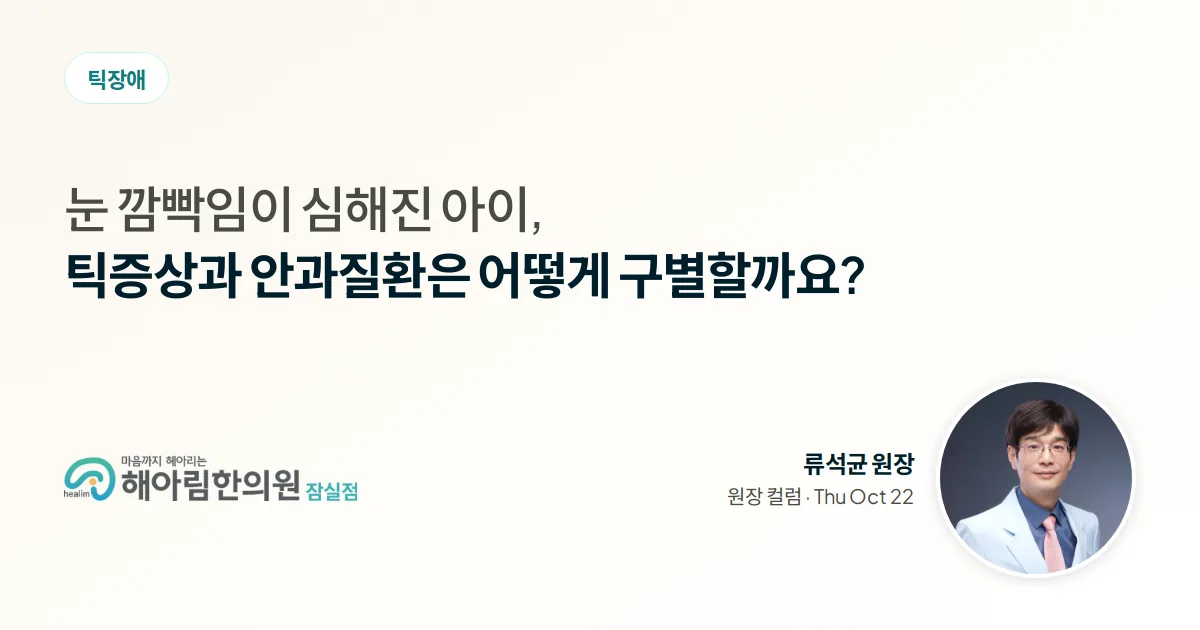 틱장애
눈 깜빡임이 심해진 아이,
틱증상과 안과질환은 어떻게 구별할까요?
마음까지 헤아리는
healim
해아림한의원 잠실점
류석균 원장
원장 컬럼 · Thu Oct 22